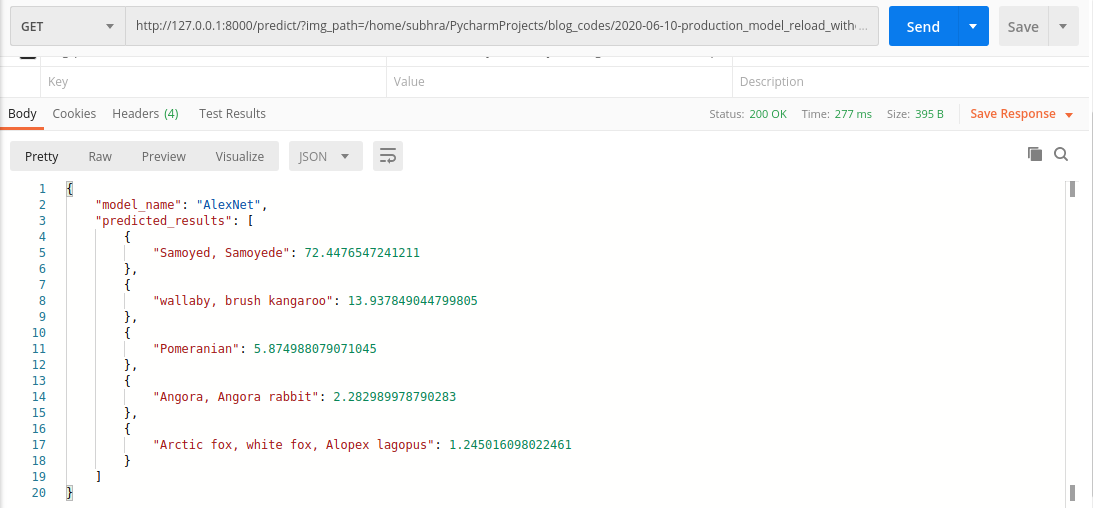 GET http://127.0.0.1:8000/predict/?img_path=/home/subhra/PycharmProjects/blog_codes/2020-06-10-production_model_reload_with... Send Save
Key Value Description
Body Cookies Headers (4) Test Results Status: 200 OK Time: 277 ms Size: 395 B Save Response
Pretty Raw Preview Visualize JSON
1 {
2 "model_name": "AlexNet",
3 "predicted_results": [
4 {
5 "Samoyed, Samoyede": 72.4476547241211
6 },
7 {
8 "wallaby, brush kangaroo": 13.937849044799805
9 },
10 {
11 "Pomeranian": 5.874988079071045
12 },
13 {
14 "Angora, Angora rabbit": 2.282989978790283
15 },
16 {
17 "Arctic fox, white fox, Alopex lagopus": 1.245016098022461
18 }
19 ]
20 }